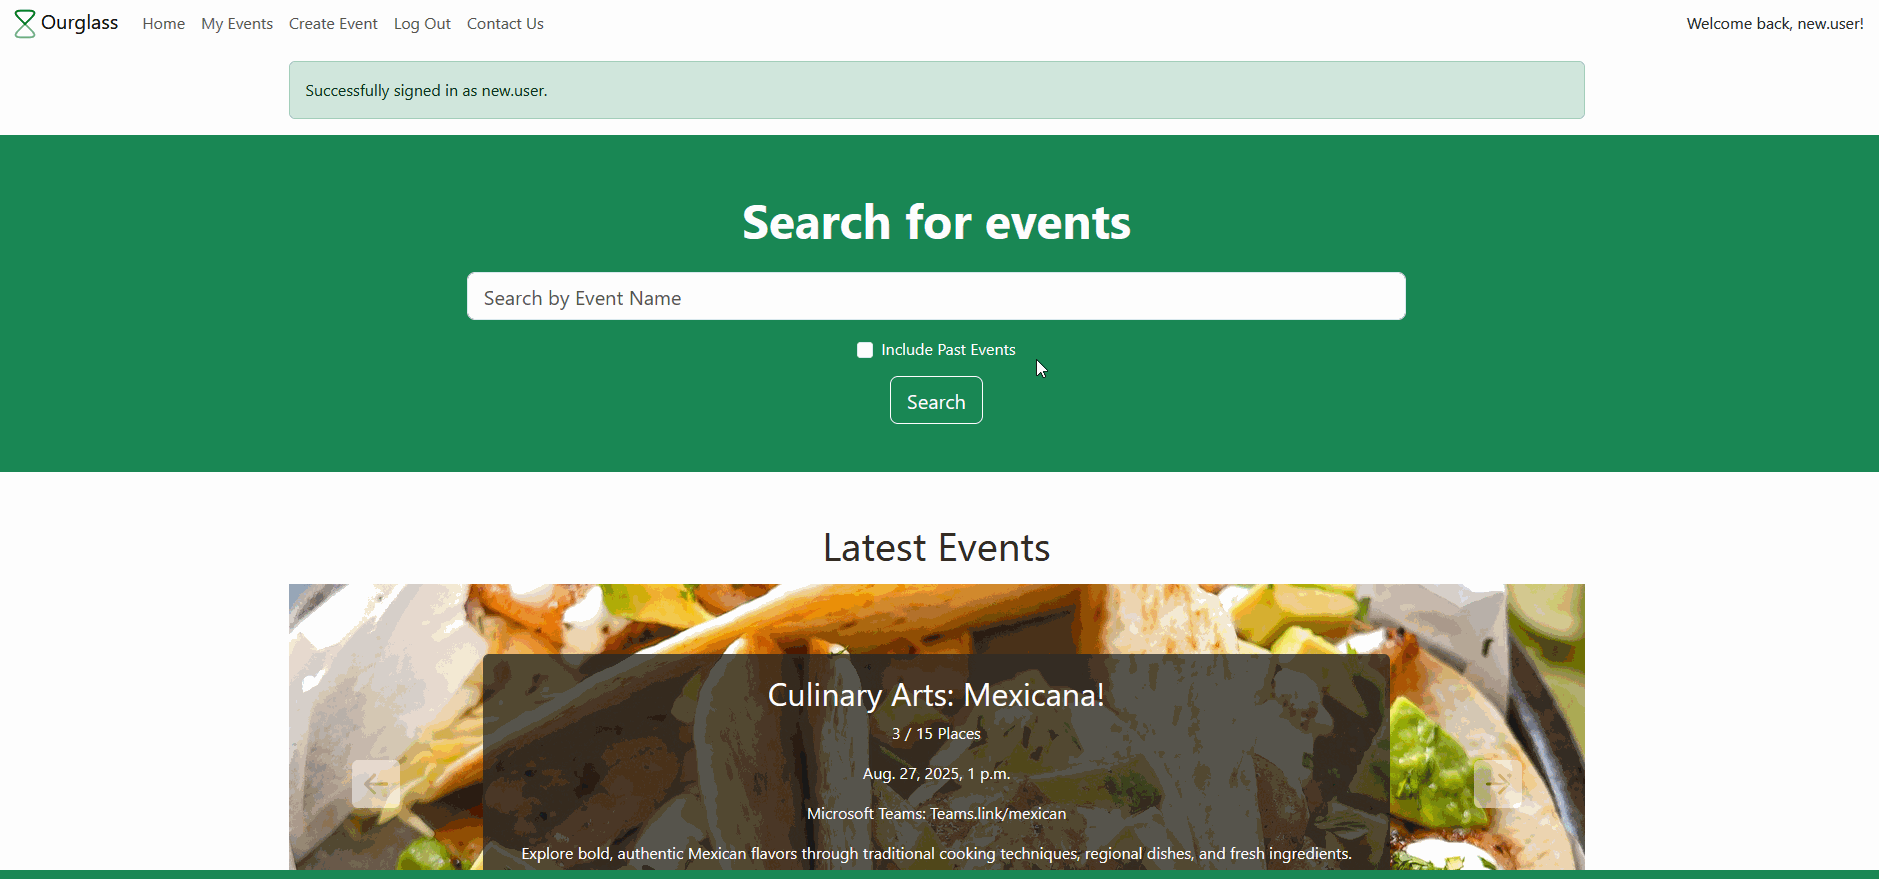 Ourglass Home My Events Create Event Log Out Contact Us Welcome back, new.user!
Successfully signed in as new.user.
Search for events
Search by Event Name
Include Past Events
Search
Latest Events
Culinary Arts: Mexicana!
3 / 15 Places
Aug. 27, 2025, 1 p.m.
Microsoft Teams: Teams.link/mexican
Explore bold, authentic Mexican flavors through traditional cooking techniques, regional dishes, and fresh ingredients.